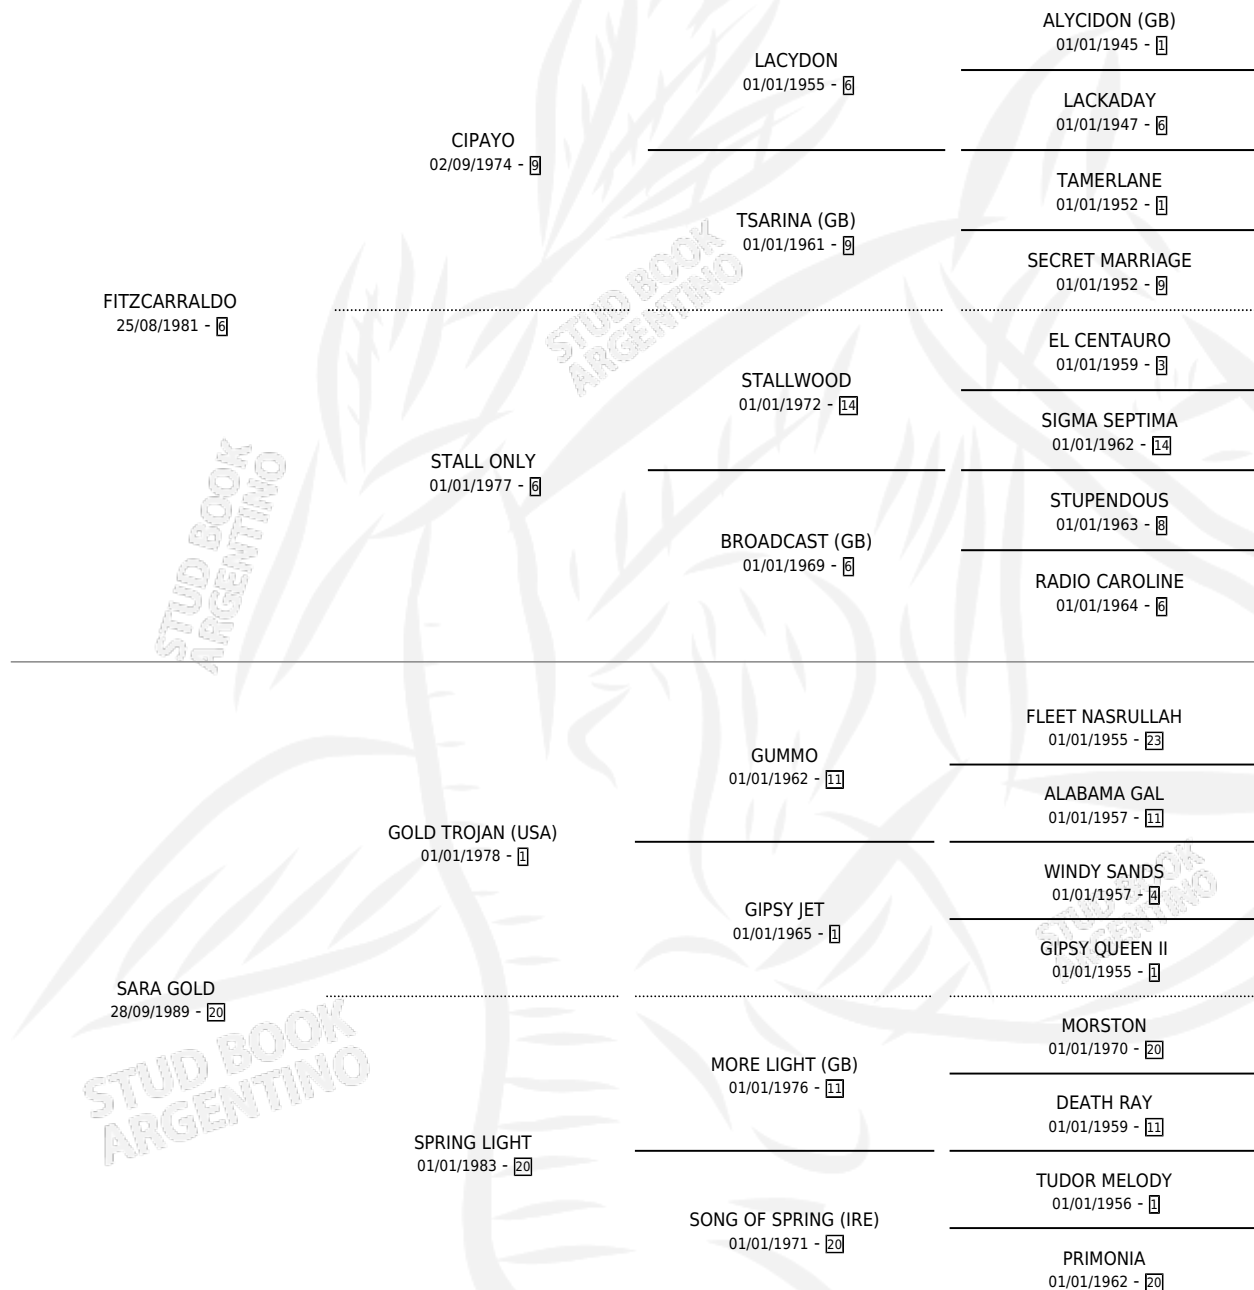 ALYCIDON (GB)
01/01/1945 - 1
LACYDON
01/01/1955 - 6
LACKADAY
01/01/1947 - 6
CIPAYO
02/09/1974 - 9
TAMERLANE
01/01/1952 - 1
TSARINA (GB)
01/01/1961 - 9
SECRET MARRIAGE
01/01/1952 - 9
FITZCARRALDO
25/08/1981 - 6
EL CENTAURO
01/01/1959 - 3
STALLWOOD
01/01/1972 - 14
SIGMA SEPTIMA
01/01/1962 - 14
STALL ONLY
01/01/1977 - 6
STUPENDOUS
01/01/1963 - 8
BROADCAST (GB)
01/01/1969 - 6
RADIO CAROLINE
01/01/1964 - 6
FLEET NASRULLAH
01/01/1955 - 23
GUMMO
01/01/1962 - 11
ALABAMA GAL
01/01/1957 - 11
GOLD TROJAN (USA)
01/01/1978 - 1
WINDY SANDS
01/01/1957 - 4
GIPSY JET
01/01/1965 - 1
GIPSY QUEEN II
01/01/1955 - 1
SARA GOLD
28/09/1989 - 20
MORSTON
01/01/1970 - 20
MORE LIGHT (GB)
01/01/1976 - 11
DEATH RAY
01/01/1959 - 11
SPRING LIGHT
01/01/1983 - 20
TUDOR MELODY
01/01/1956 - 1
SONG OF SPRING (IRE)
01/01/1971 - 20
PRIMONIA
01/01/1962 - 20
STUD BOOK
ARGENTINO
STUD BOOK
ARGENTINO
STUD BOOK
ARGENTINO
STUD BOOK
ARGENTINO